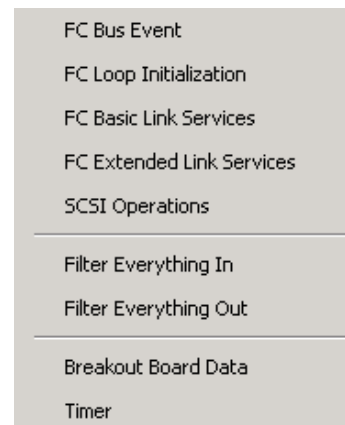 FC Bus Event
FC Loop Initialization
FC Basic Link Services
FC Extended Link Services
SCSI Operations
Filter Everything In
Filter Everything Out
Breakout Board Data
Timer